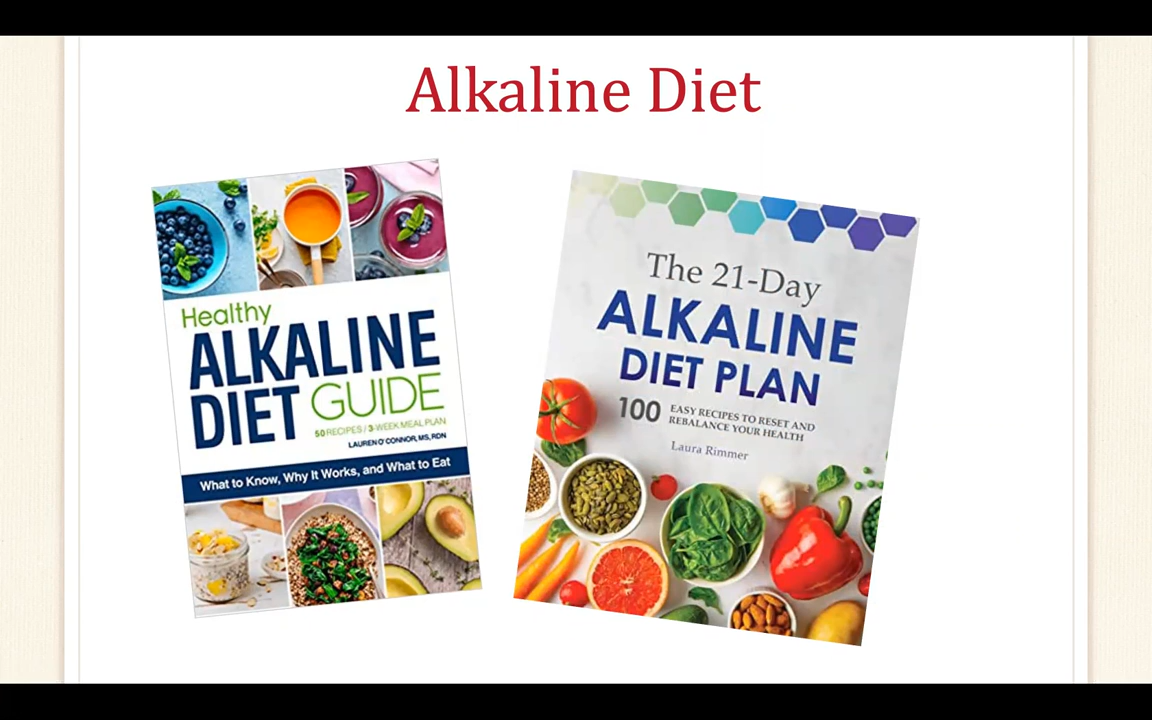 Alkaline Diet
Healthy
ALKALINE
DIET GUIDE
50 RECIPES / 3-WEEK MEAL PLAN
LAUREN O'CONNOR, MS, RDN
What to Know, Why It Works, and What to Eat
The 21-Day
ALKALINE
DIET PLAN
100 EASY RECIPES TO RESET AND
REBALANCE YOUR HEALTH
Laura Rimmer